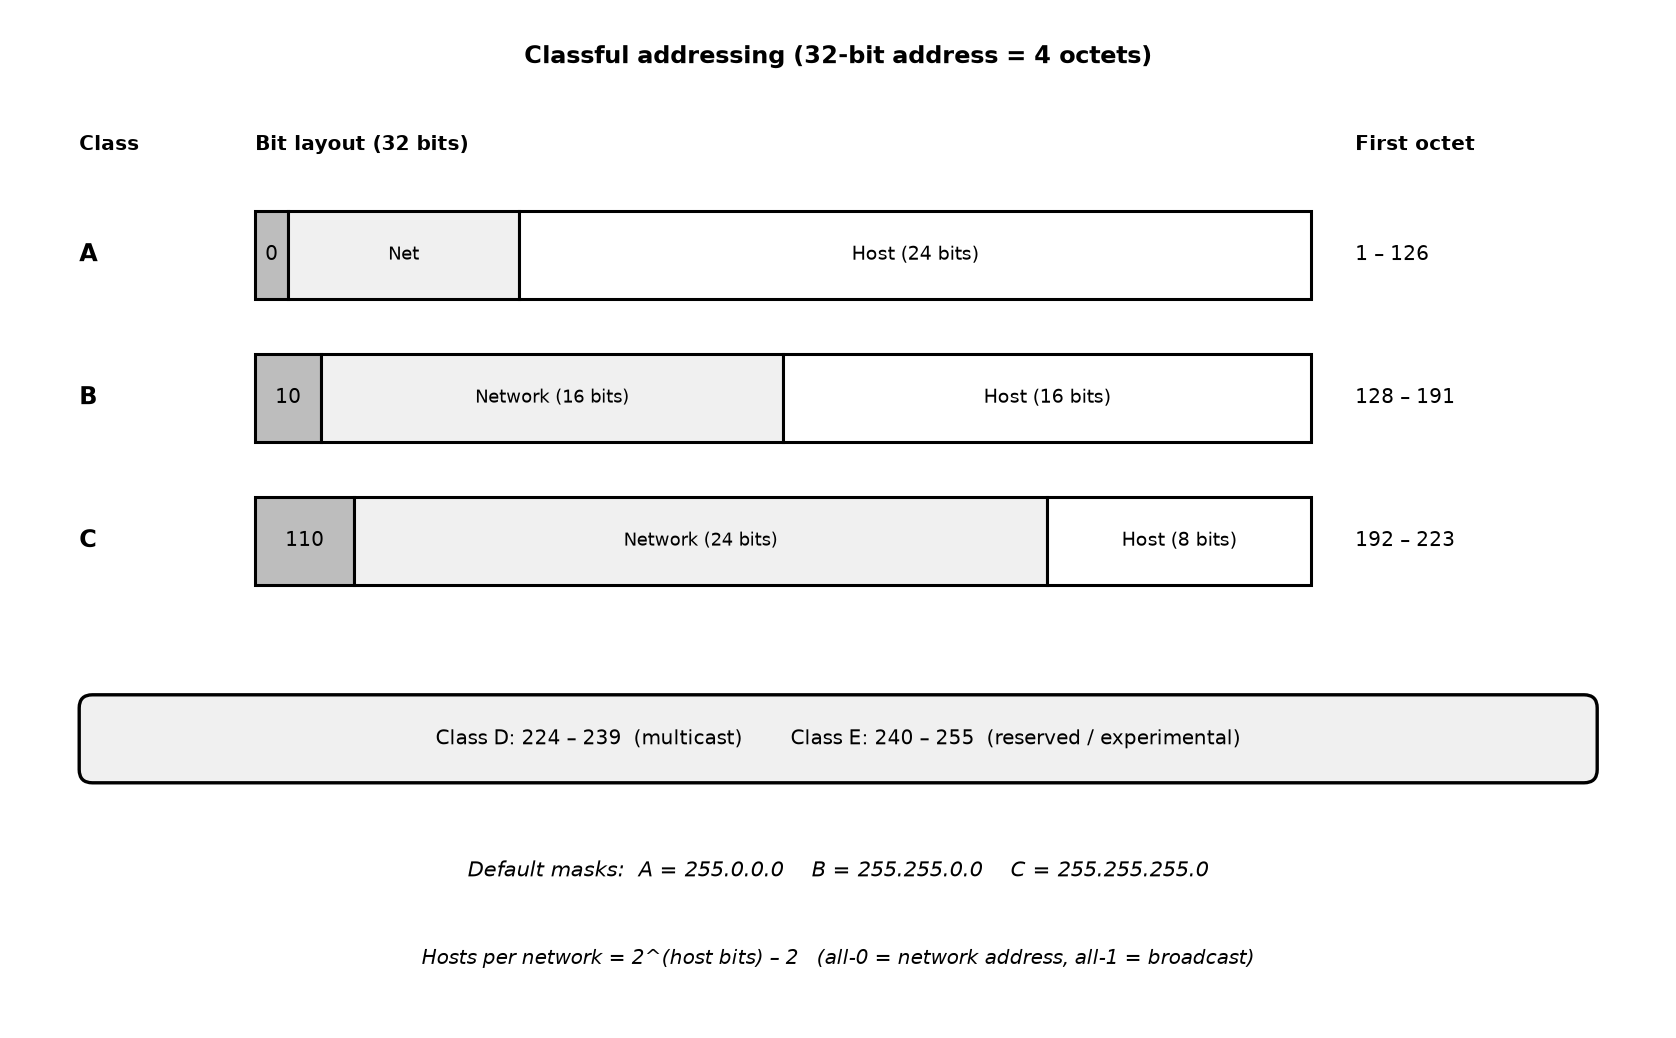 Classful addressing (32-bit address = 4 octets)
Class Bit layout (32 bits) First octet
A 0 Net Host (24 bits) 1 – 126
B 10 Network (16 bits) Host (16 bits) 128 – 191
C 110 Network (24 bits) Host (8 bits) 192 – 223
Class D: 224 – 239 (multicast) Class E: 240 – 255 (reserved / experimental)
Default masks: A = 255.0.0.0 B = 255.255.0.0 C = 255.255.255.0
Hosts per network = 2^(host bits) – 2 (all-0 = network address, all-1 = broadcast)